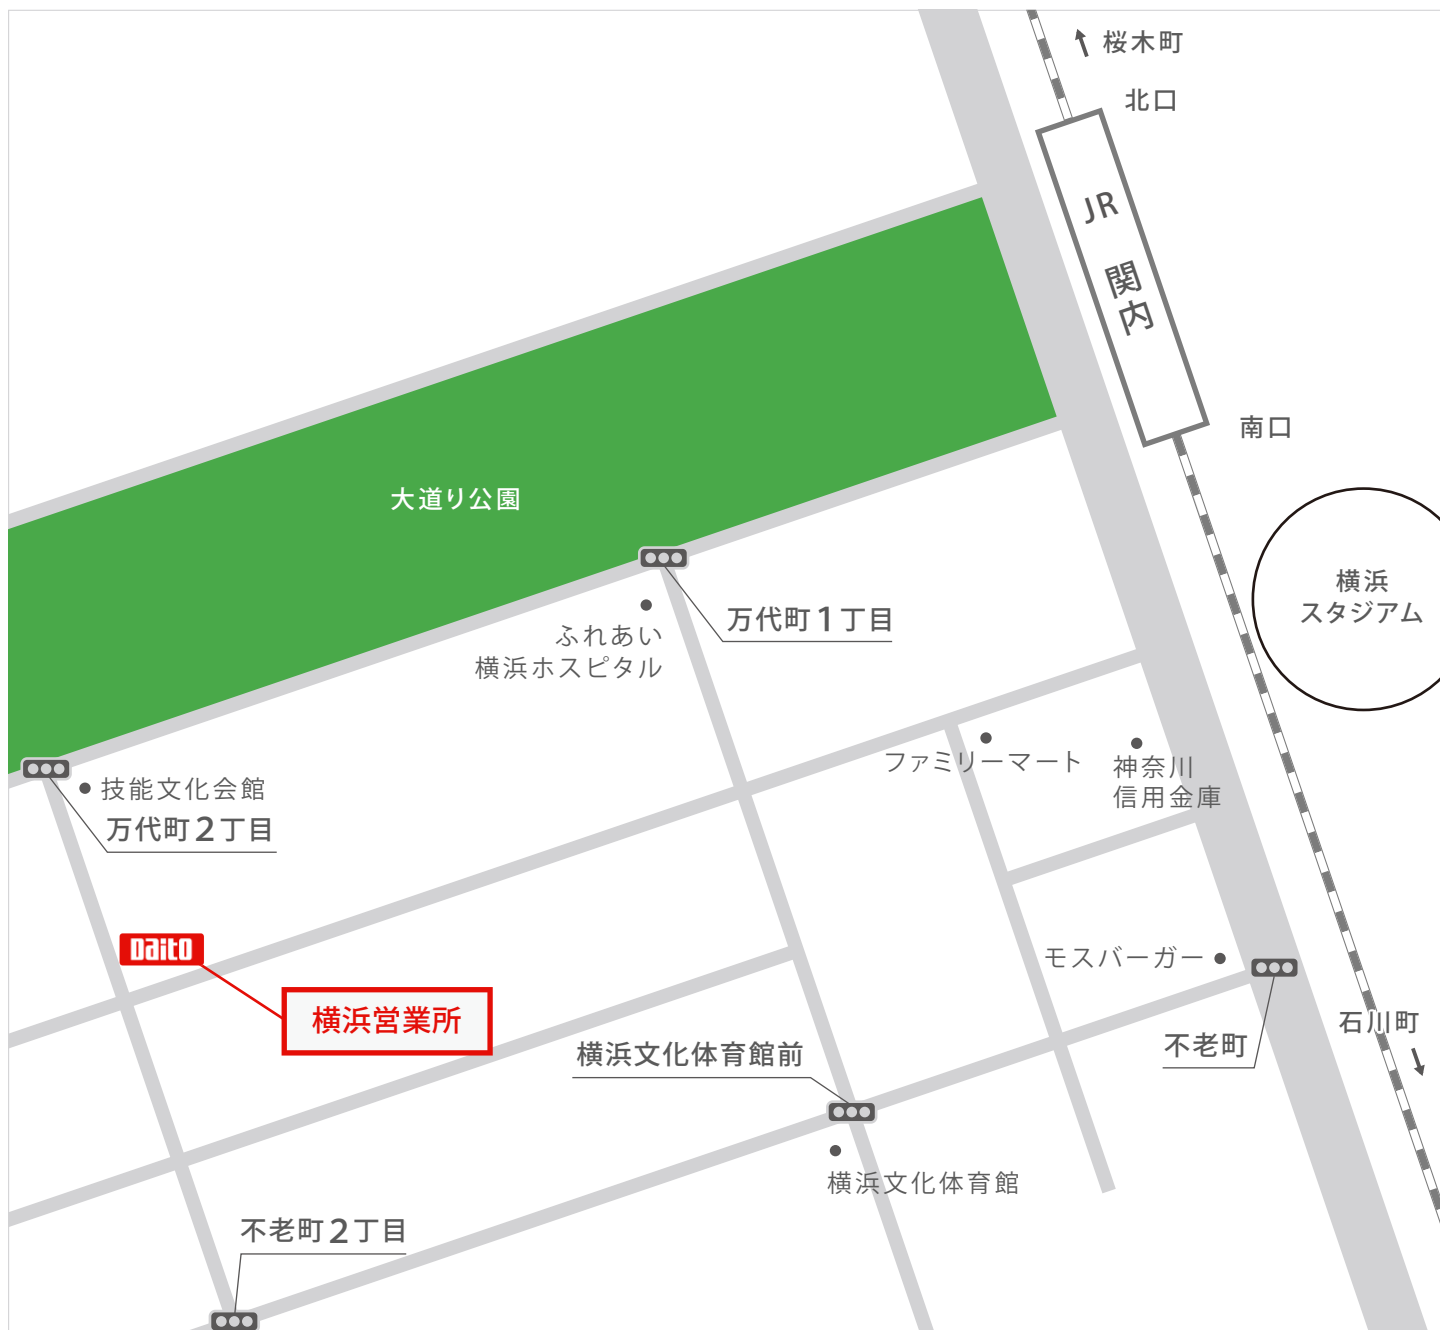 桜木町
北口
JR
関内
南口
大道り公園
横浜
スタジアム
万代町1丁目
ふれあい
横浜ホスピタル
ファミリーマート
神奈川
信用金庫
技能文化会館
万代町2丁目
Daito
横浜営業所
モスバーガー
石川町
不老町
横浜文化体育館前
横浜文化体育館
不老町2丁目